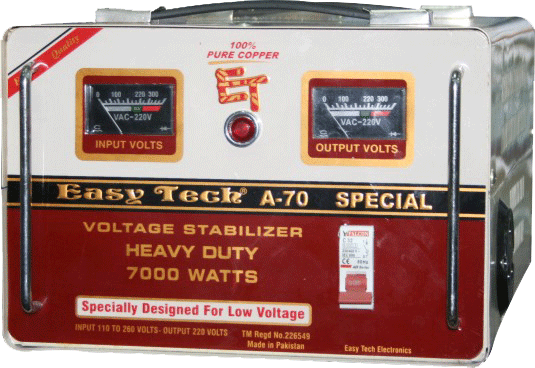 Quality
100%
PURE COPPER
ET
0 100 220 300
VAC-220V
INPUT VOLTS
0 100 220 300
VAC-220V
OUTPUT VOLTS
Easy Tech® A-70 SPECIAL
VOLTAGE STABILIZER
HEAVY DUTY
7000 WATTS
Specially Designed For Low Voltage
INPUT 110 TO 260 VOLTS- OUTPUT 220 VOLTS
TM Regd No.226549
Made in Pakistan
Easy Tech Electronics